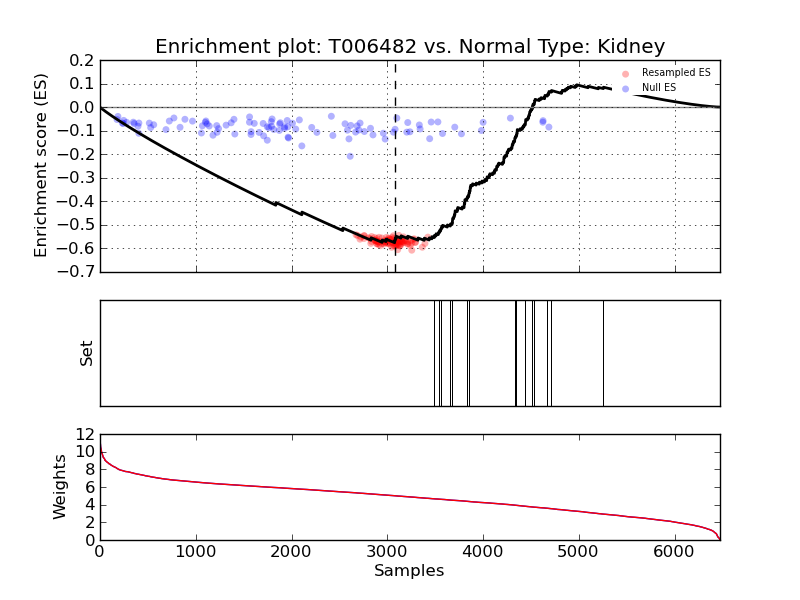 Enrichment plot: T006482 vs. Normal Type: Kidney
Enrichment score (ES)
0.2
0.1
0.0
−0.1
−0.2
−0.3
−0.4
−0.5
−0.6
−0.7
Resampled ES
Null ES
Set
Weights
12
10
8
6
4
2
0
0 1000 2000 3000 4000 5000 6000
Samples